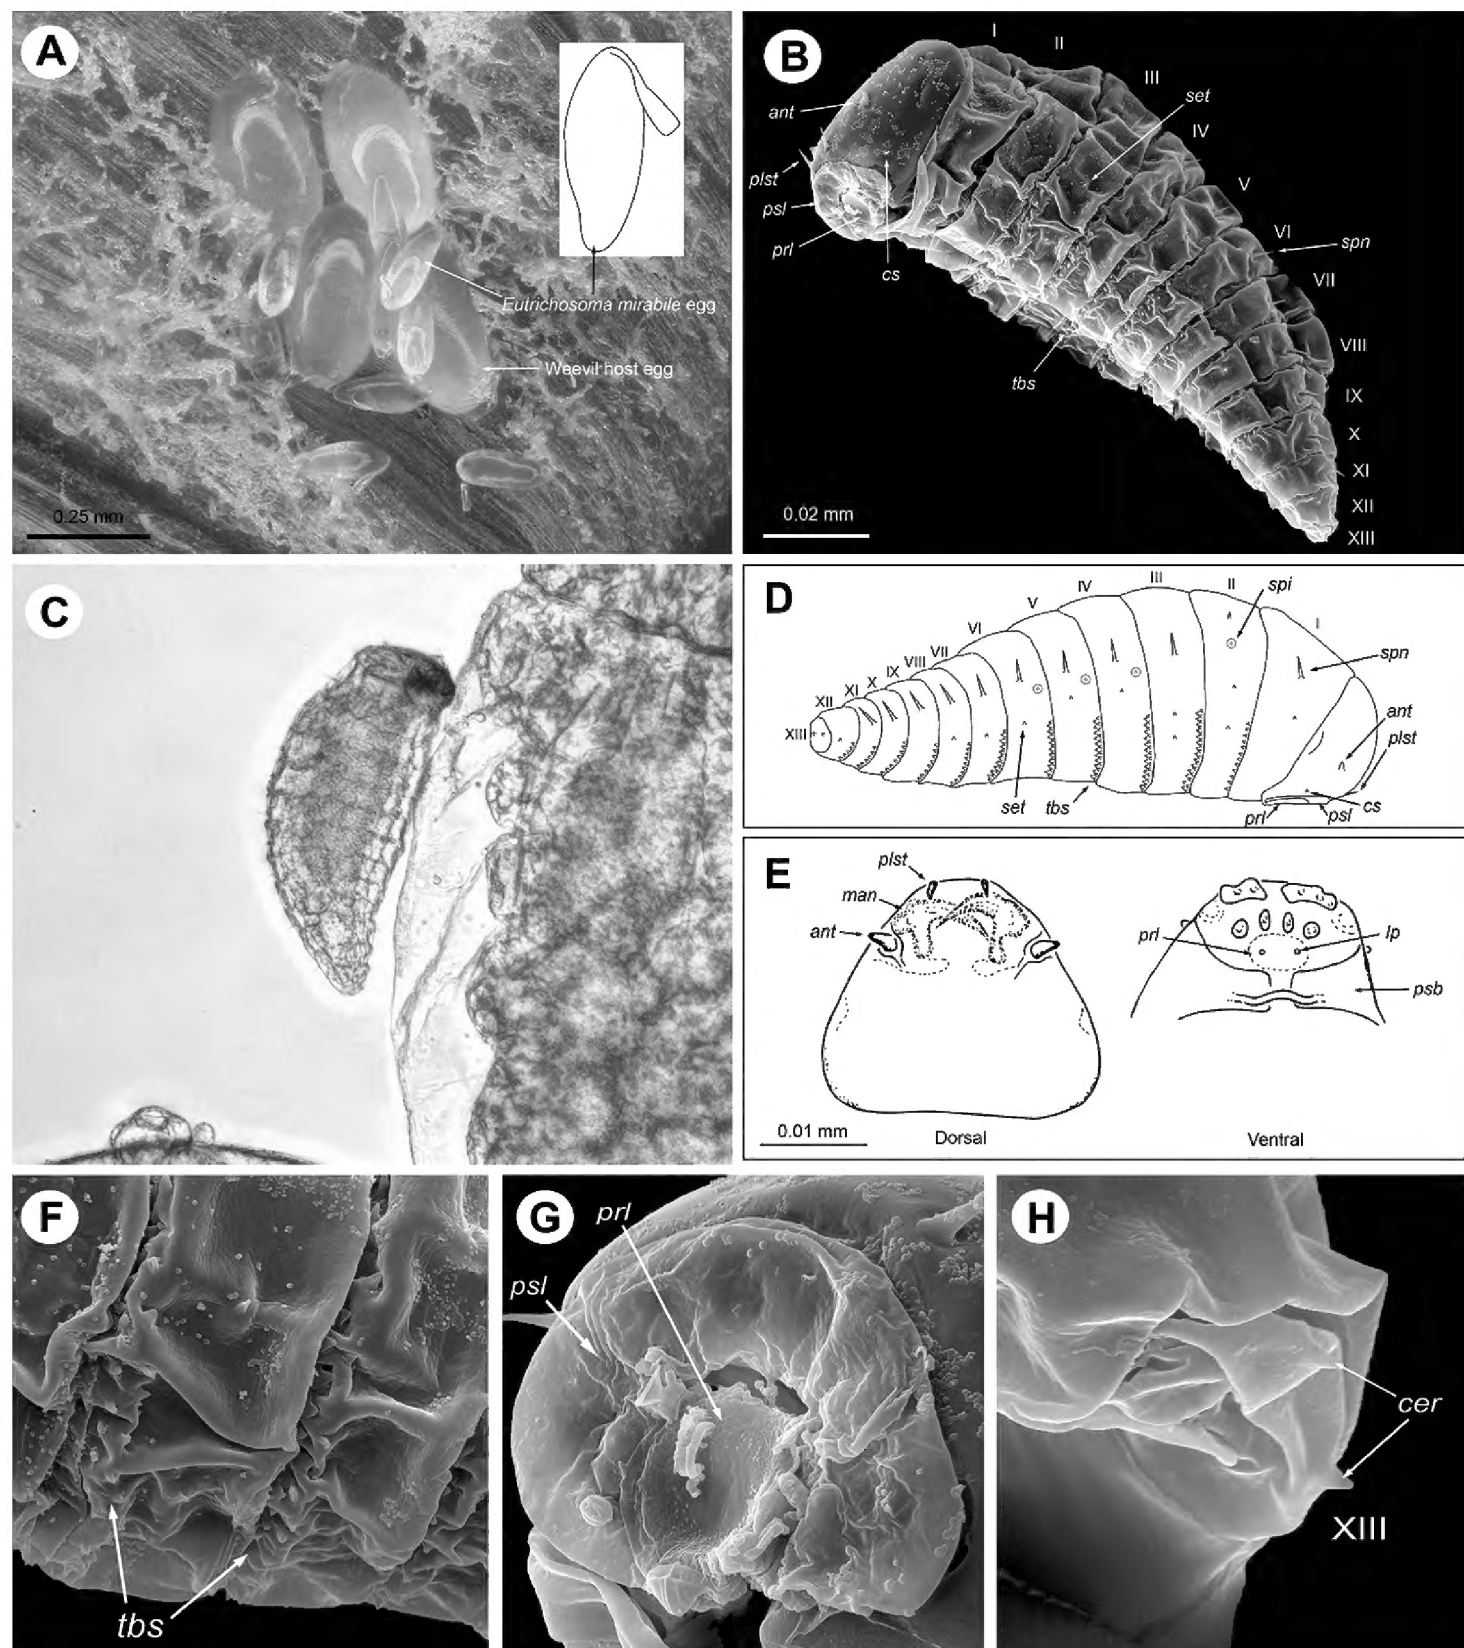 A
Eutrichosoma mirabile egg
Weevil host egg
0.25 mm
B
I
II
III
IV
V
VI
VII
VIII
IX
X
XI
XII
XIII
ant
set
plst
psl
prl
cs
spn
tbs
0.02 mm
C
D
XIII
XII
XI
X
IX
VIII
VII
VI
V
IV
III
II
I
spi
spn
ant
plst
set
tbs
prl
psl
cs
E
plst
man
ant
prl
lp
psb
0.01 mm
Dorsal
Ventral
F
tbs
G
prl
psl
H
cer
XIII